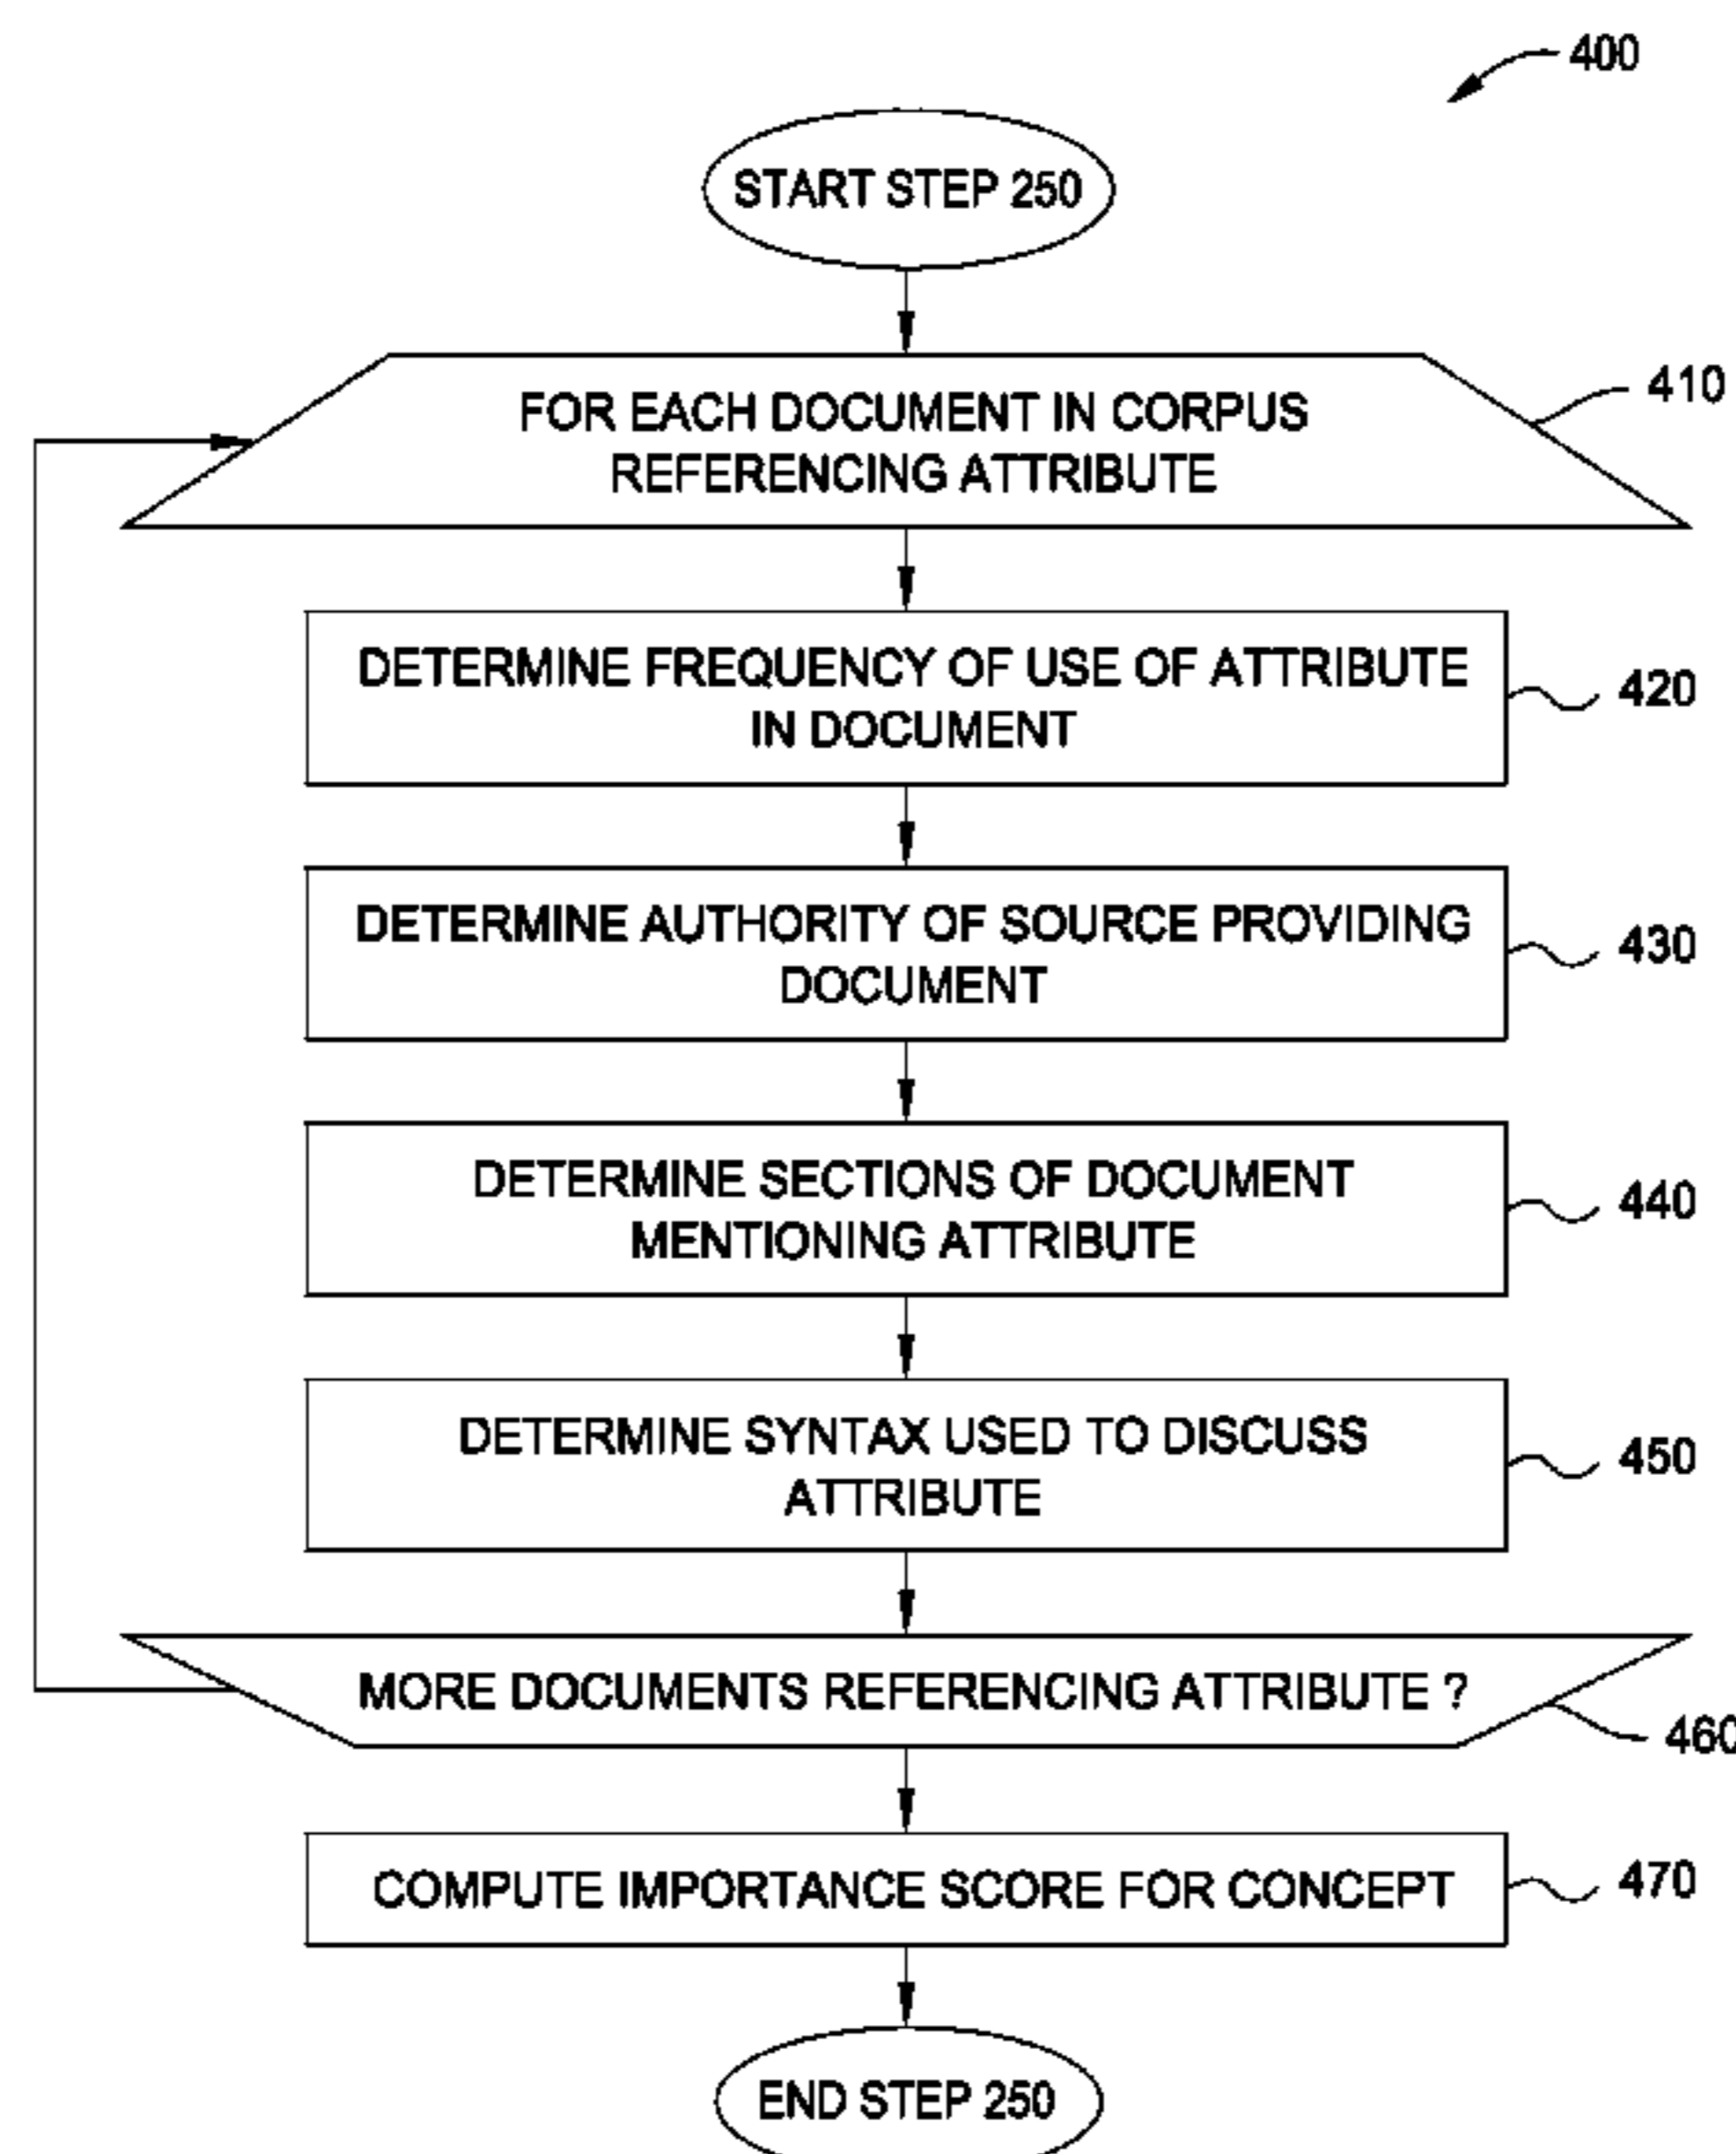 400
START STEP 250
FOR EACH DOCUMENT IN CORPUS
REFERENCING ATTRIBUTE
410
DETERMINE FREQUENCY OF USE OF ATTRIBUTE
IN DOCUMENT
420
DETERMINE AUTHORITY OF SOURCE PROVIDING
DOCUMENT
430
DETERMINE SECTIONS OF DOCUMENT
MENTIONING ATTRIBUTE
440
DETERMINE SYNTAX USED TO DISCUSS
ATTRIBUTE
450
MORE DOCUMENTS REFERENCING ATTRIBUTE ?
460
COMPUTE IMPORTANCE SCORE FOR CONCEPT
470
END STEP 250